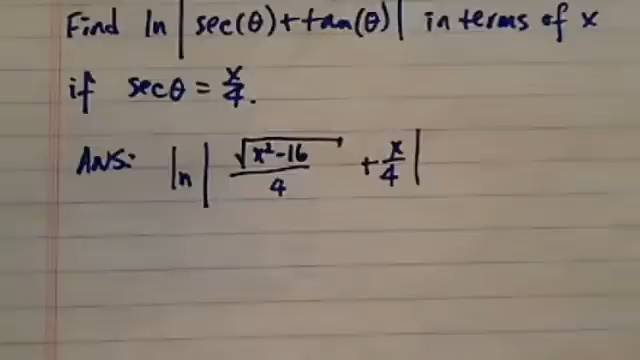 Find ln | sec(θ)+tan(θ) | in terms of x
if secθ = x/4.
ANS: ln | √(x²-16)/4 + x/4 |